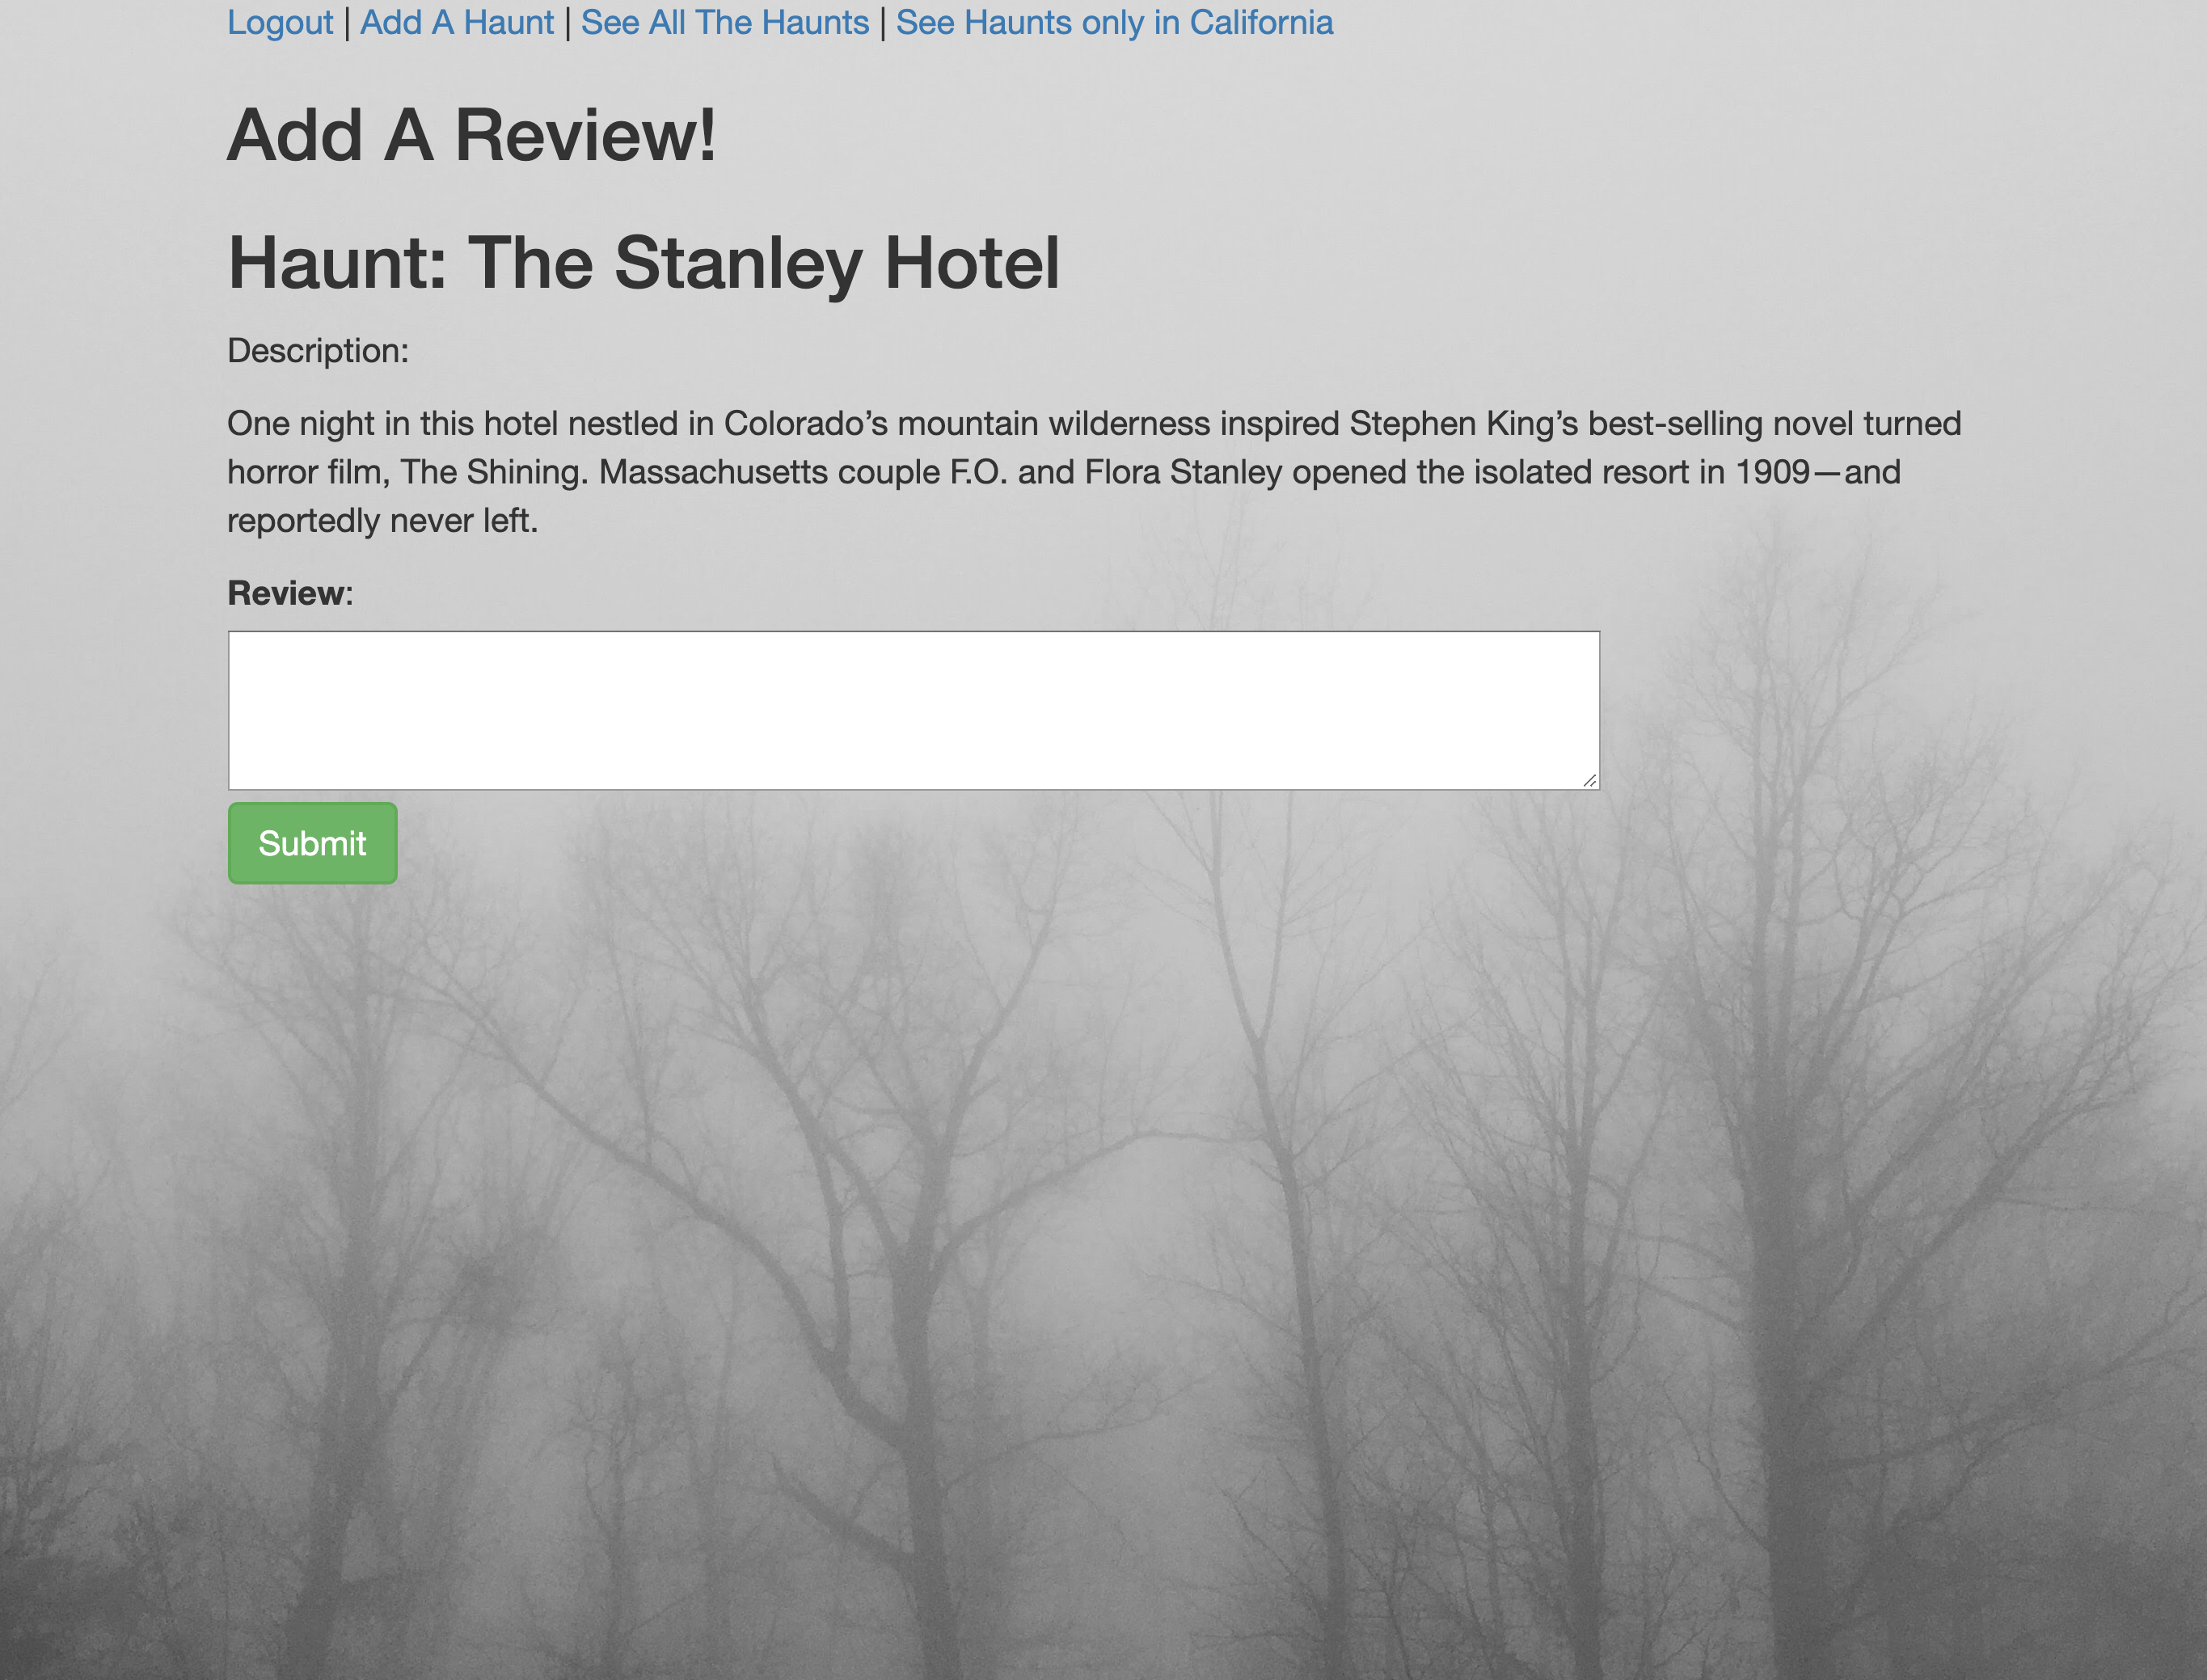 Logout | Add A Haunt | See All The Haunts | See Haunts only in California
Add A Review!
Haunt: The Stanley Hotel
Description:
One night in this hotel nestled in Colorado’s mountain wilderness inspired Stephen King’s best-selling novel turned
horror film, The Shining. Massachusetts couple F.O. and Flora Stanley opened the isolated resort in 1909—and
reportedly never left.
Review:
Submit